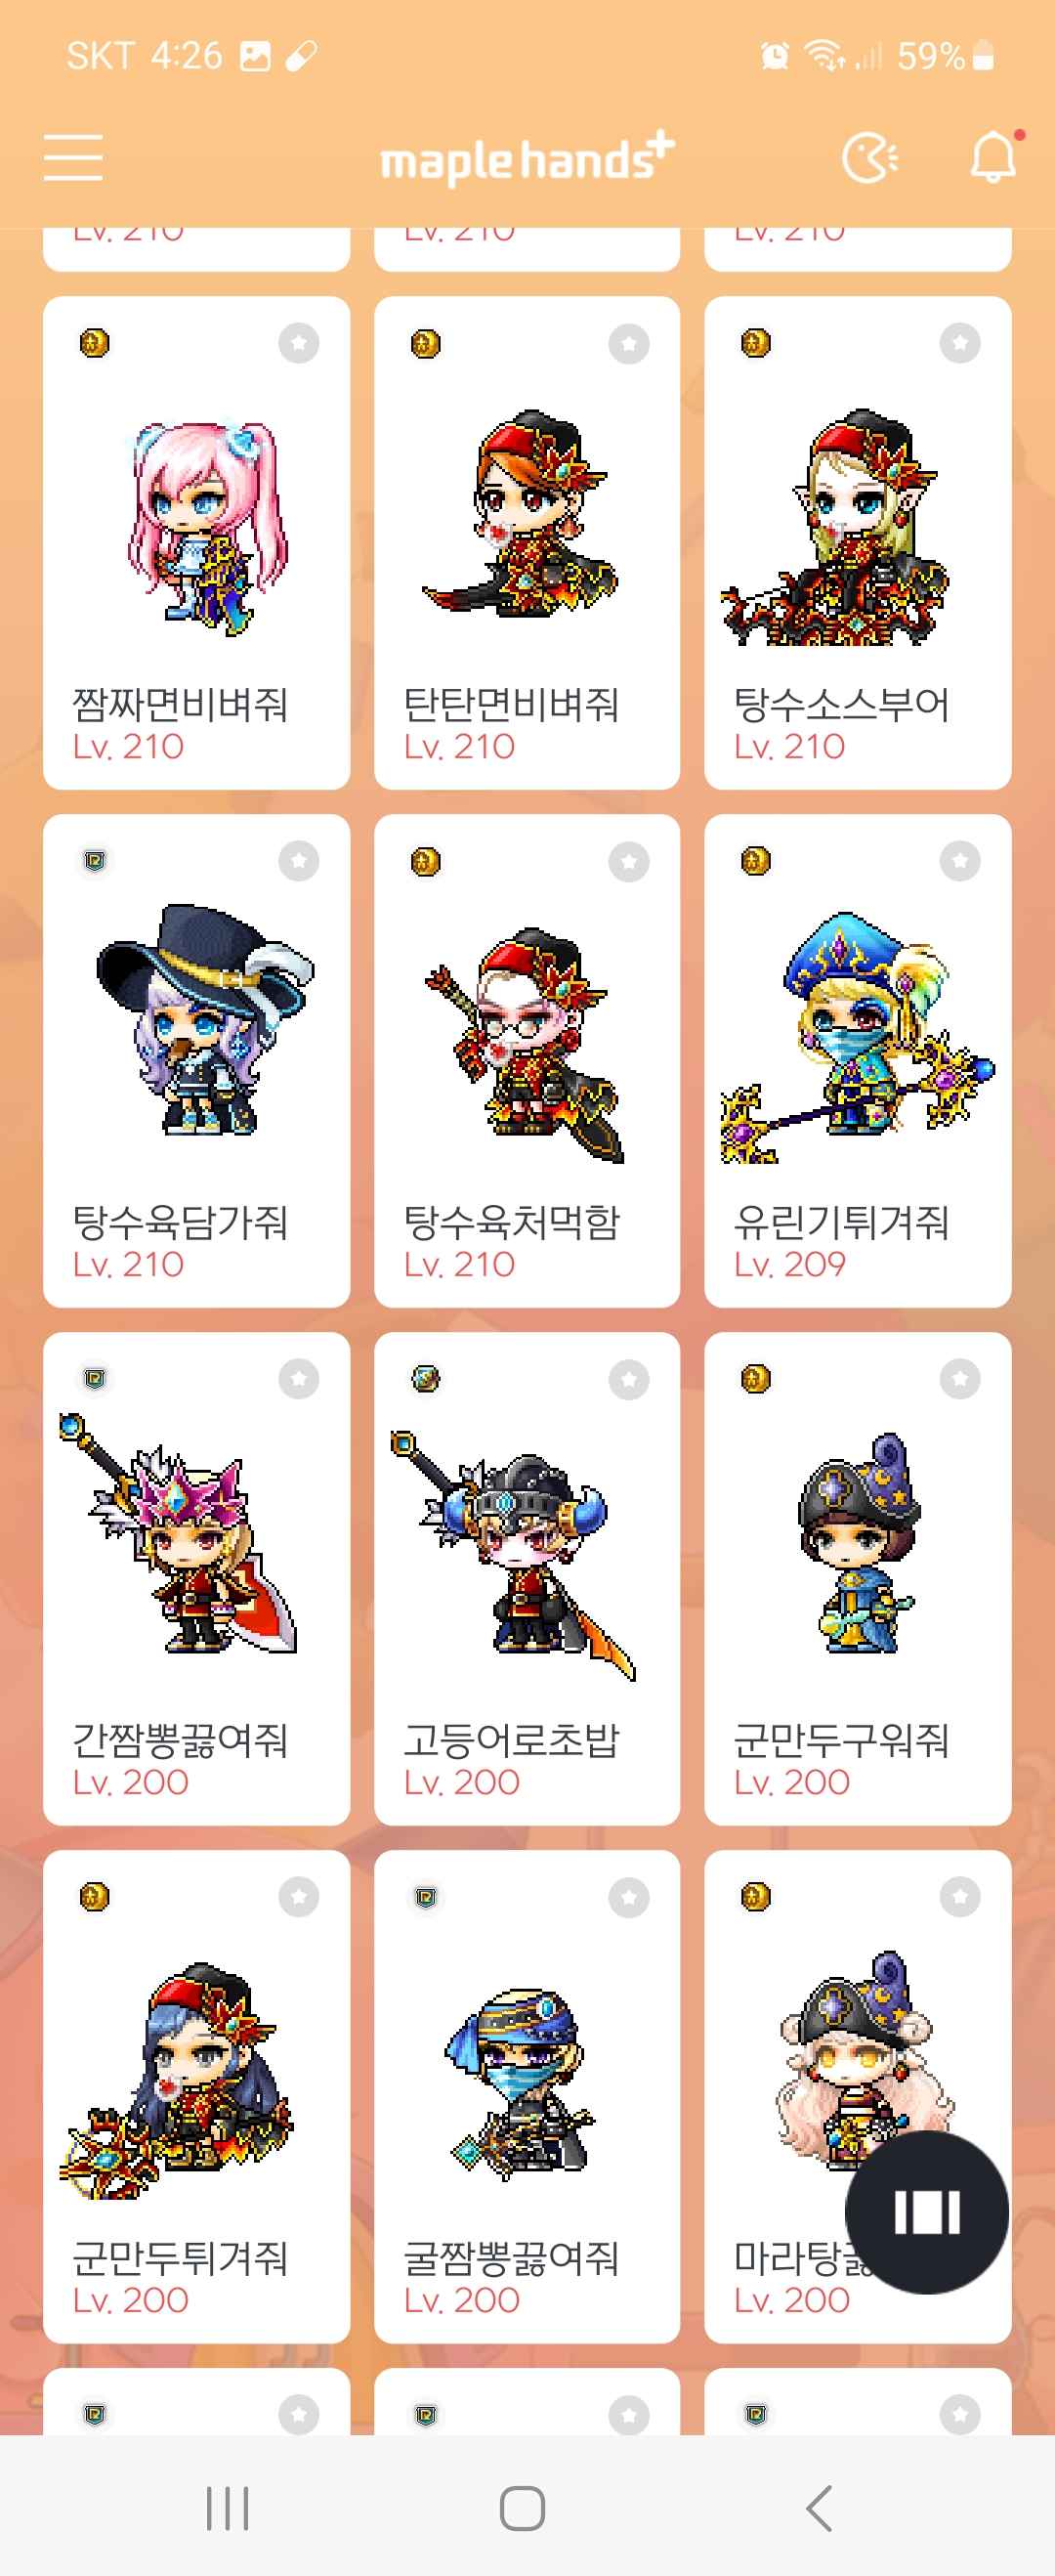 SKT 4:26 59%
maple hands+
Lv. 210 Lv. 210 Lv. 210
짬짜면비벼줘 탄탄면비벼줘 탕수소스부어
Lv. 210 Lv. 210 Lv. 210
탕수육담가줘 탕수육처먹함 유린기튀겨줘
Lv. 210 Lv. 210 Lv. 209
간짬뽕끓여줘 고등어로초밥 군만두구워줘
Lv. 200 Lv. 200 Lv. 200
군만두튀겨줘 굴짬뽕끓여줘 마라탕
Lv. 200 Lv. 200 Lv. 200